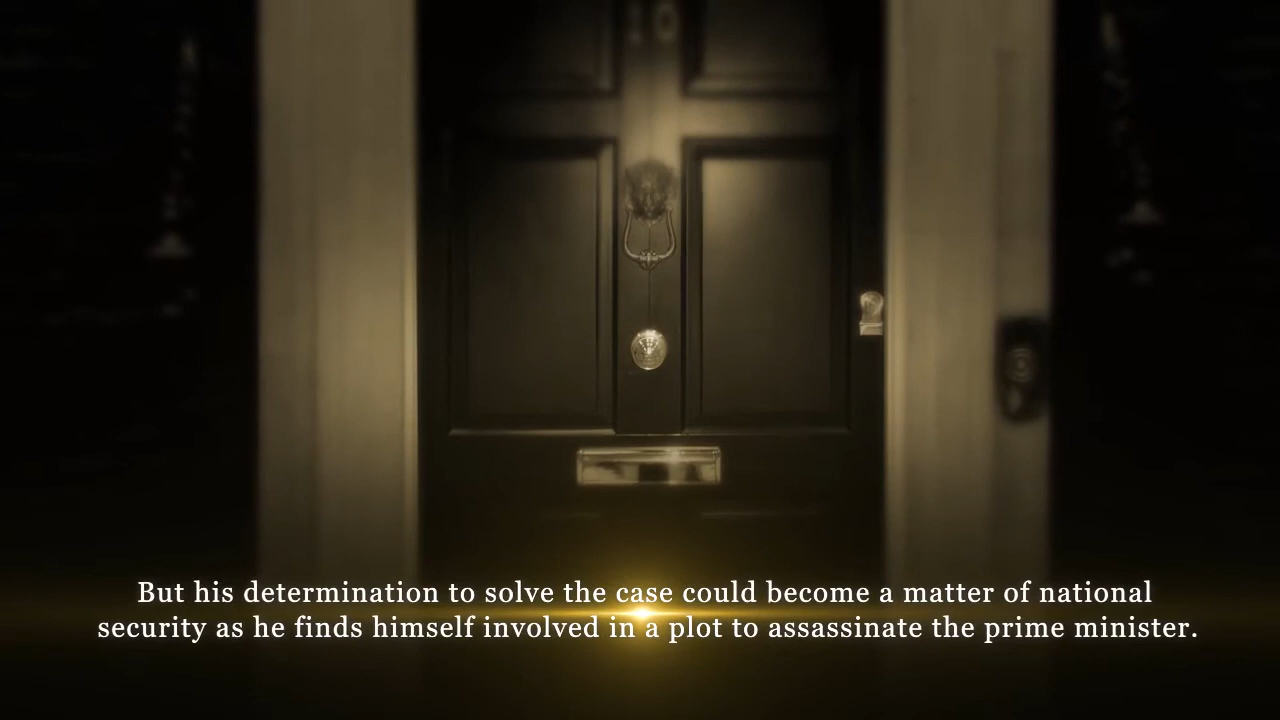 10
But his determination to solve the case could become a matter of national
security as he finds himself involved in a plot to assassinate the prime minister.